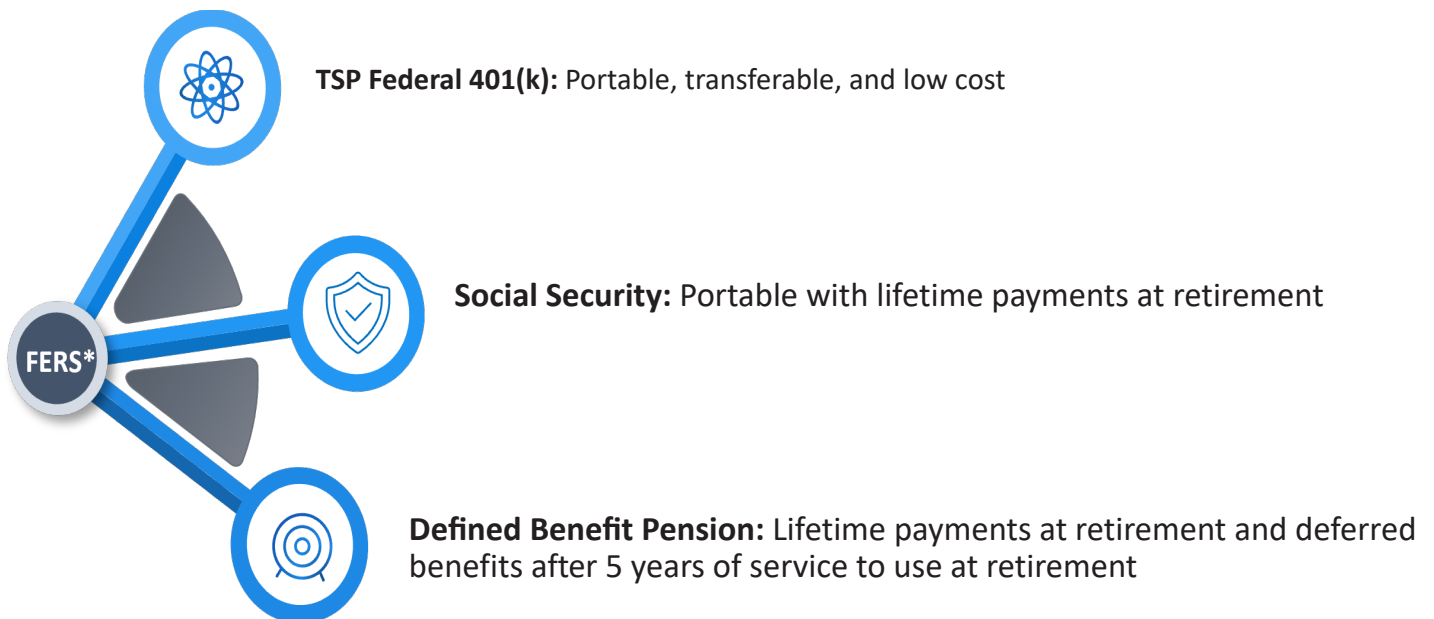 TSP Federal 401(k): Portable, transferable, and low cost
Social Security: Portable with lifetime payments at retirement
FERS*
Defined Benefit Pension: Lifetime payments at retirement and deferred
benefits after 5 years of service to use at retirement